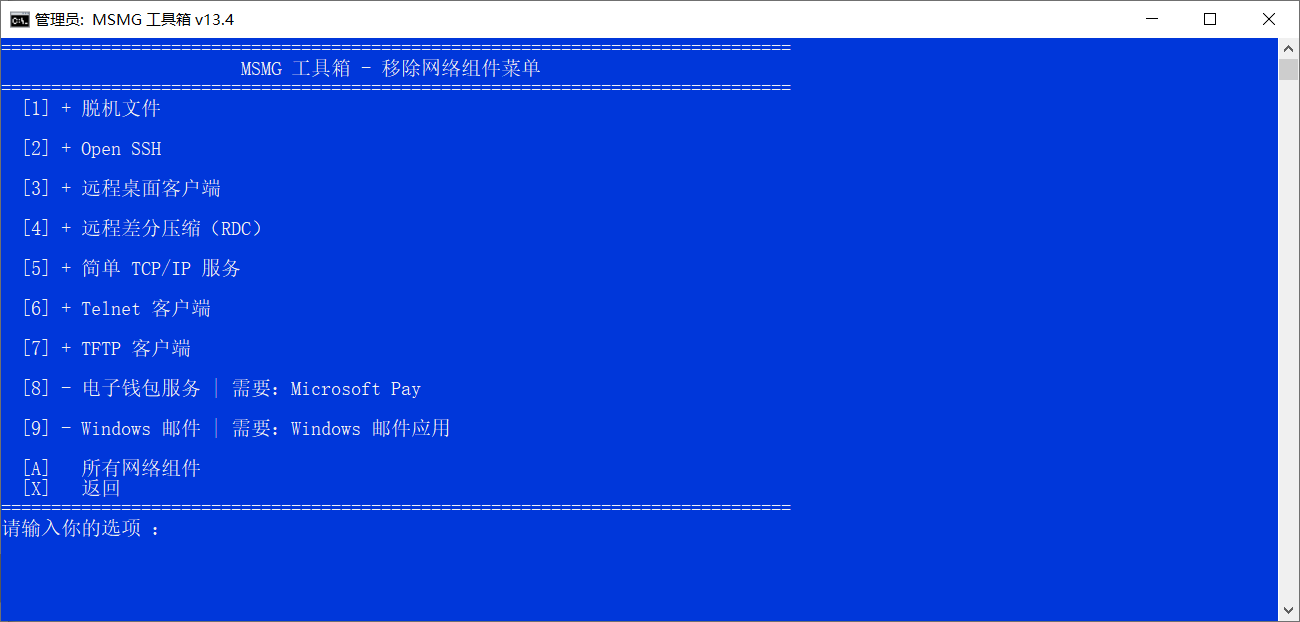 管理员: MSMG 工具箱 v13.4
===============================================================================
MSMG 工具箱 - 移除网络组件菜单
===============================================================================
[1] + 脱机文件
[2] + Open SSH
[3] + 远程桌面客户端
[4] + 远程差分压缩（RDC）
[5] + 简单 TCP/IP 服务
[6] + Telnet 客户端
[7] + TFTP 客户端
[8] - 电子钱包服务 | 需要：Microsoft Pay
[9] - Windows 邮件 | 需要：Windows 邮件应用
[A] 所有网络组件
[X] 返回
===============================================================================
请输入你的选项 ：